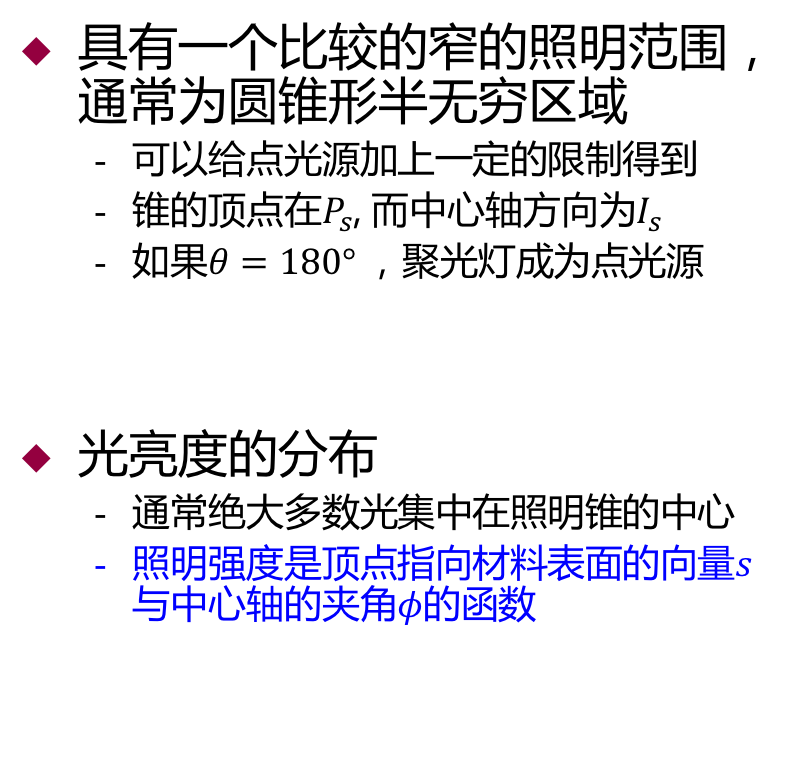 ◆ 具有一个比较的窄的照明范围，
通常为圆锥形半无穷区域
- 可以给点光源加上一定的限制得到
- 锥的顶点在Pₛ, 而中心轴方向为Iₛ
- 如果θ = 180°，聚光灯成为点光源
◆ 光亮度的分布
- 通常绝大多数光集中在照明锥的中心
- 照明强度是顶点指向材料表面的向量s
与中心轴的夹角ϕ的函数